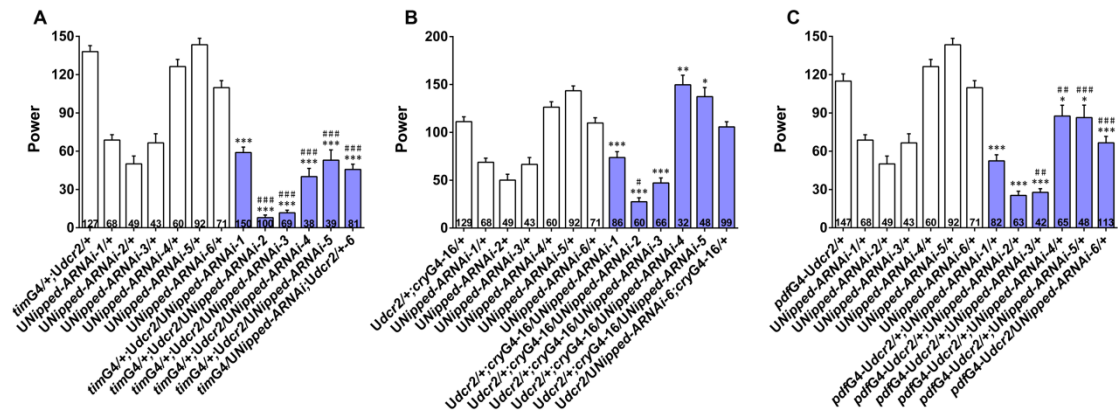 A
Power
150
120
90
60
30
0
***
###
***
###
***
###
***
###
***
###
***
127 68 49 43 60 92 71 150 100 69 38 39 81
timG4/+;Udcr2/+
UNipped-ARNAi-1/+
UNipped-ARNAi-2/+
UNipped-ARNAi-3/+
UNipped-ARNAi-4/+
UNipped-ARNAi-5/+
UNipped-ARNAi-6/+
timG4/+;Udcr2/UNipped-ARNAi-1
timG4/+;Udcr2/UNipped-ARNAi-2
timG4/+;Udcr2/UNipped-ARNAi-3
timG4/+;Udcr2/UNipped-ARNAi-4
timG4/+;Udcr2/UNipped-ARNAi-5
timG4/UNipped-ARNAi;Udcr2/+-6
B
Power
200
150
100
50
0
***
#
***
***
**
*
129 68 49 43 60 92 71 86 60 66 32 48 99
Udcr2/+;cryG4-16/+
UNipped-ARNAi-1/+
UNipped-ARNAi-2/+
UNipped-ARNAi-3/+
UNipped-ARNAi-4/+
UNipped-ARNAi-5/+
UNipped-ARNAi-6/+
Udcr2/+;cryG4-16/UNipped-ARNAi-1
Udcr2/+;cryG4-16/UNipped-ARNAi-2
Udcr2/+;cryG4-16/UNipped-ARNAi-3
Udcr2/+;cryG4-16/UNipped-ARNAi-4
Udcr2/+;cryG4-16/UNipped-ARNAi-5
Udcr2/UNipped-ARNAi-6;cryG4-16/+
C
Power
150
120
90
60
30
0
***
***
##
***
##
*
###
*
###
***
147 68 49 43 60 92 71 82 63 42 65 48 113
pdfG4-Udcr2/+
UNipped-ARNAi-1/+
UNipped-ARNAi-2/+
UNipped-ARNAi-3/+
UNipped-ARNAi-4/+
UNipped-ARNAi-5/+
UNipped-ARNAi-6/+
pdfG4-Udcr2/+;UNipped-ARNAi-1/+
pdfG4-Udcr2/+;UNipped-ARNAi-2/+
pdfG4-Udcr2/+;UNipped-ARNAi-3/+
pdfG4-Udcr2/+;UNipped-ARNAi-4/+
pdfG4-Udcr2/+;UNipped-ARNAi-5/+
pdfG4-Udcr2/UNipped-ARNAi-6/+